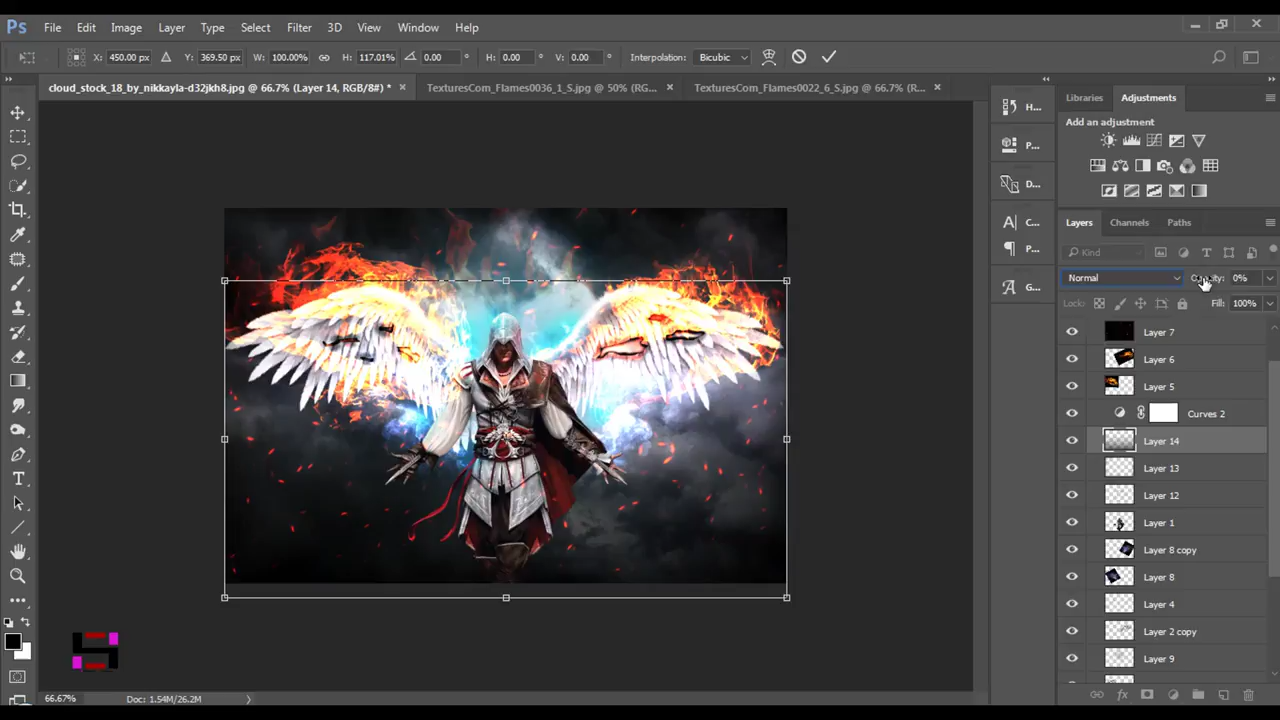 Ps File Edit Image Layer Type Select Filter 3D View Window Help
X: 450.00 px Y: 369.50 px W: 100.00% H: 117.01% 0.00 ° H: 0.00 ° V: 0.00 ° Interpolation: Bicubic
cloud_stock_18_by_nikkayla-d32jkh8.jpg @ 66.7% (Layer 14, RGB/8#) * × TexturesCom_Flames0036_1_S.jpg @ 50% (RG... × TexturesCom_Flames0022_6_S.jpg @ 66.7% (R... ×
H...
P...
D...
C...
P...
G...
Libraries Adjustments
Add an adjustment
Layers Channels Paths
Kind
Normal Opacity: 0%
Lock: Fill: 100%
Layer 7
Layer 6
Layer 5
Curves 2
Layer 14
Layer 13
Layer 12
Layer 1
Layer 8 copy
Layer 8
Layer 4
Layer 2 copy
Layer 9
66.67% Doc: 1.54M/26.2M